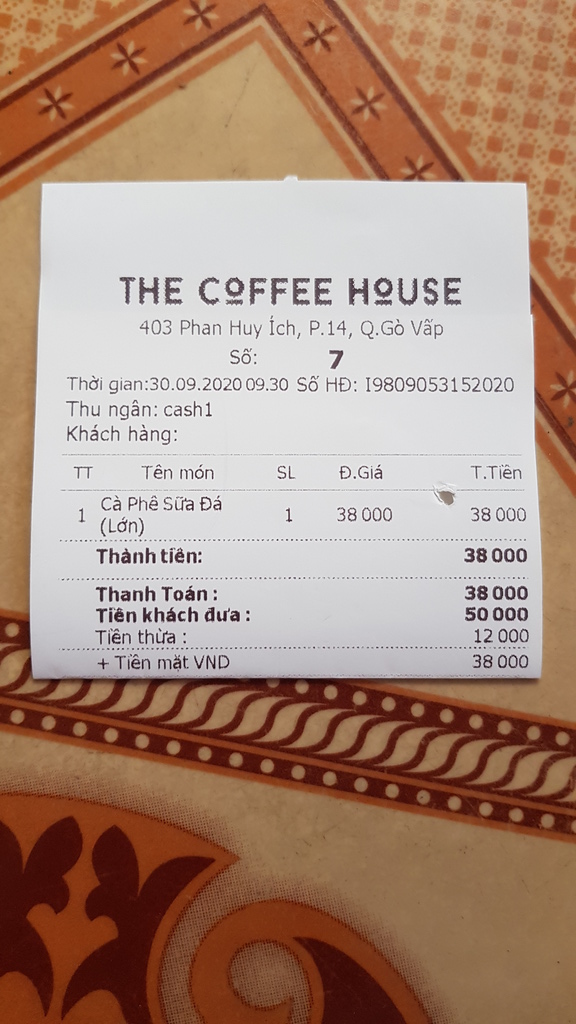 THE COFFEE HOUSE
403 Phan Huy Ích, P.14, Q.Gò Vấp
Số: 7
Thời gian:30.09.2020 09.30 Số HĐ: I9809053152020
Thu ngân: cash1
Khách hàng:
TT Tên món SL Đ.Giá T.Tiền
1 Cà Phê Sữa Đá (Lớn) 1 38 000 38 000
Thành tiền: 38 000
Thanh Toán : 38 000
Tiền khách đưa : 50 000
Tiền thừa : 12 000
+ Tiền mặt VND 38 000